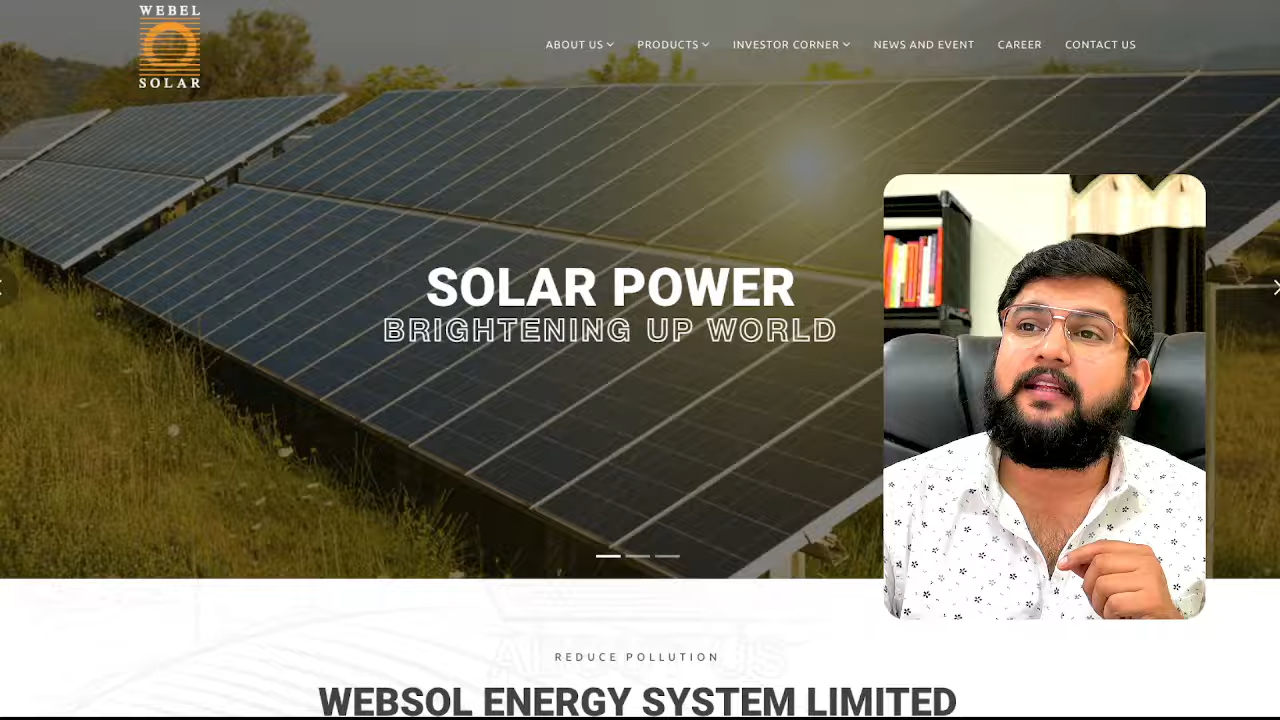 WEBEL
SOLAR
ABOUT US
PRODUCTS
INVESTOR CORNER
NEWS AND EVENT
CAREER
CONTACT US
SOLAR POWER
BRIGHTENING UP WORLD
REDUCE POLLUTION
WEBSOL ENERGY SYSTEM LIMITED